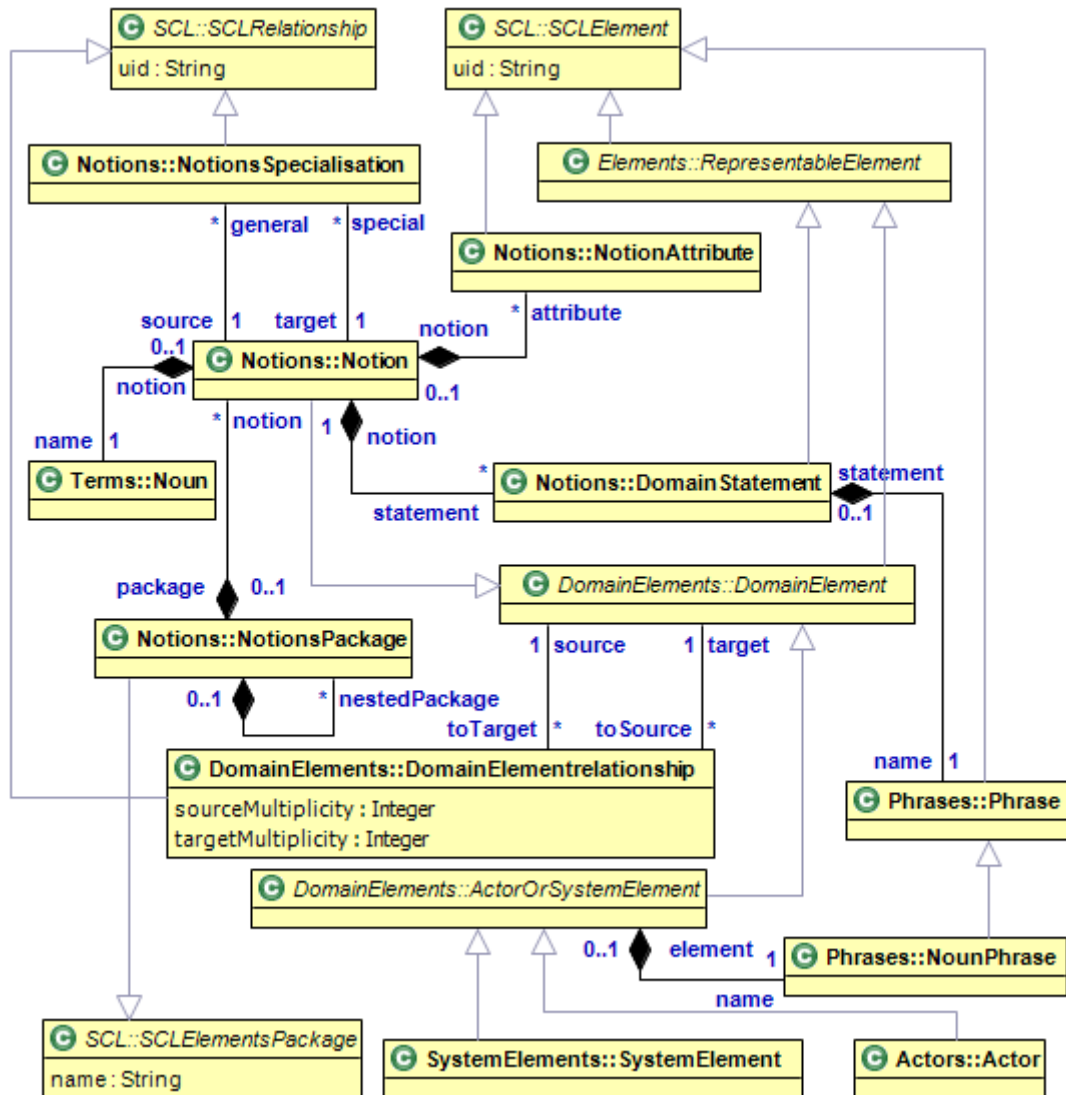 SCL::SCLRelationship
uid : String
SCL::SCLElement
uid : String
Notions::NotionsSpecialisation
Elements::RepresentableElement
* general
* special
Notions::NotionAttribute
source 1
target 1
notion
* attribute
0..1
Notions::Notion
notion
0..1
* notion
1
notion
name 1
Terms::Noun
*
Notions::DomainStatement
statement
statement
0..1
package 0..1
DomainElements::DomainElement
Notions::NotionsPackage
1 source
1 target
0..1
* nestedPackage
toTarget *
toSource *
DomainElements::DomainElementrelationship
sourceMultiplicity : Integer
targetMultiplicity : Integer
name 1
Phrases::Phrase
DomainElements::ActorOrSystemElement
0..1 element
1
Phrases::NounPhrase
name
SCL::SCLElementsPackage
name : String
SystemElements::SystemElement
Actors::Actor